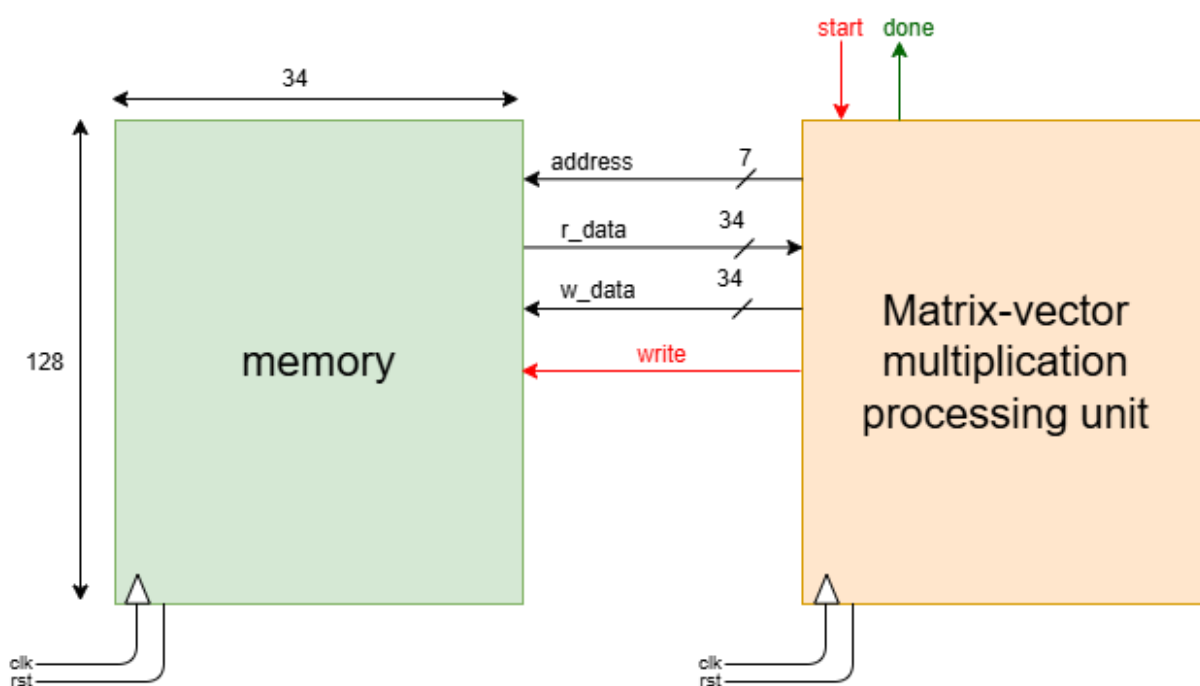 start done
34
address 7
r_data 34
w_data 34
write
128
memory
Matrix-vector
multiplication
processing unit
clk
rst
clk
rst